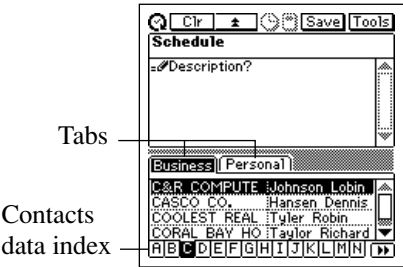 Clr Save Tools
Schedule
Description?
Tabs
Business Personal
C&R COMPUTE Johnson Lobin
CASCO CO. Hansen Dennis
Contacts
COOLEST REAL Tyler Robin
CORAL BAY HO Taylor Richard
data index
A B C D E F G H I J K L M N